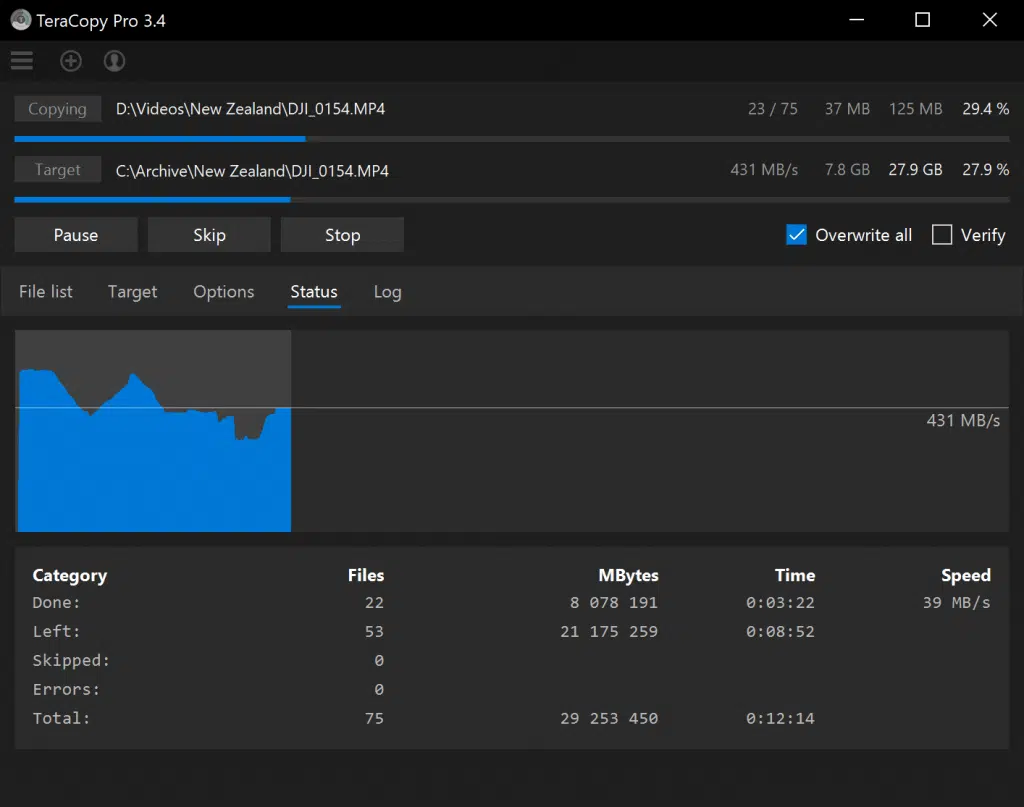 TeraCopy Pro 3.4
Copying D:\Videos\New Zealand\DJI_0154.MP4 23 / 75 37 MB 125 MB 29.4 %
Target C:\Archive\New Zealand\DJI_0154.MP4 431 MB/s 7.8 GB 27.9 GB 27.9 %
Pause Skip Stop Overwrite all Verify
File list Target Options Status Log
431 MB/s
Category Files MBytes Time Speed
Done: 22 8 078 191 0:03:22 39 MB/s
Left: 53 21 175 259 0:08:52
Skipped: 0
Errors: 0
Total: 75 29 253 450 0:12:14